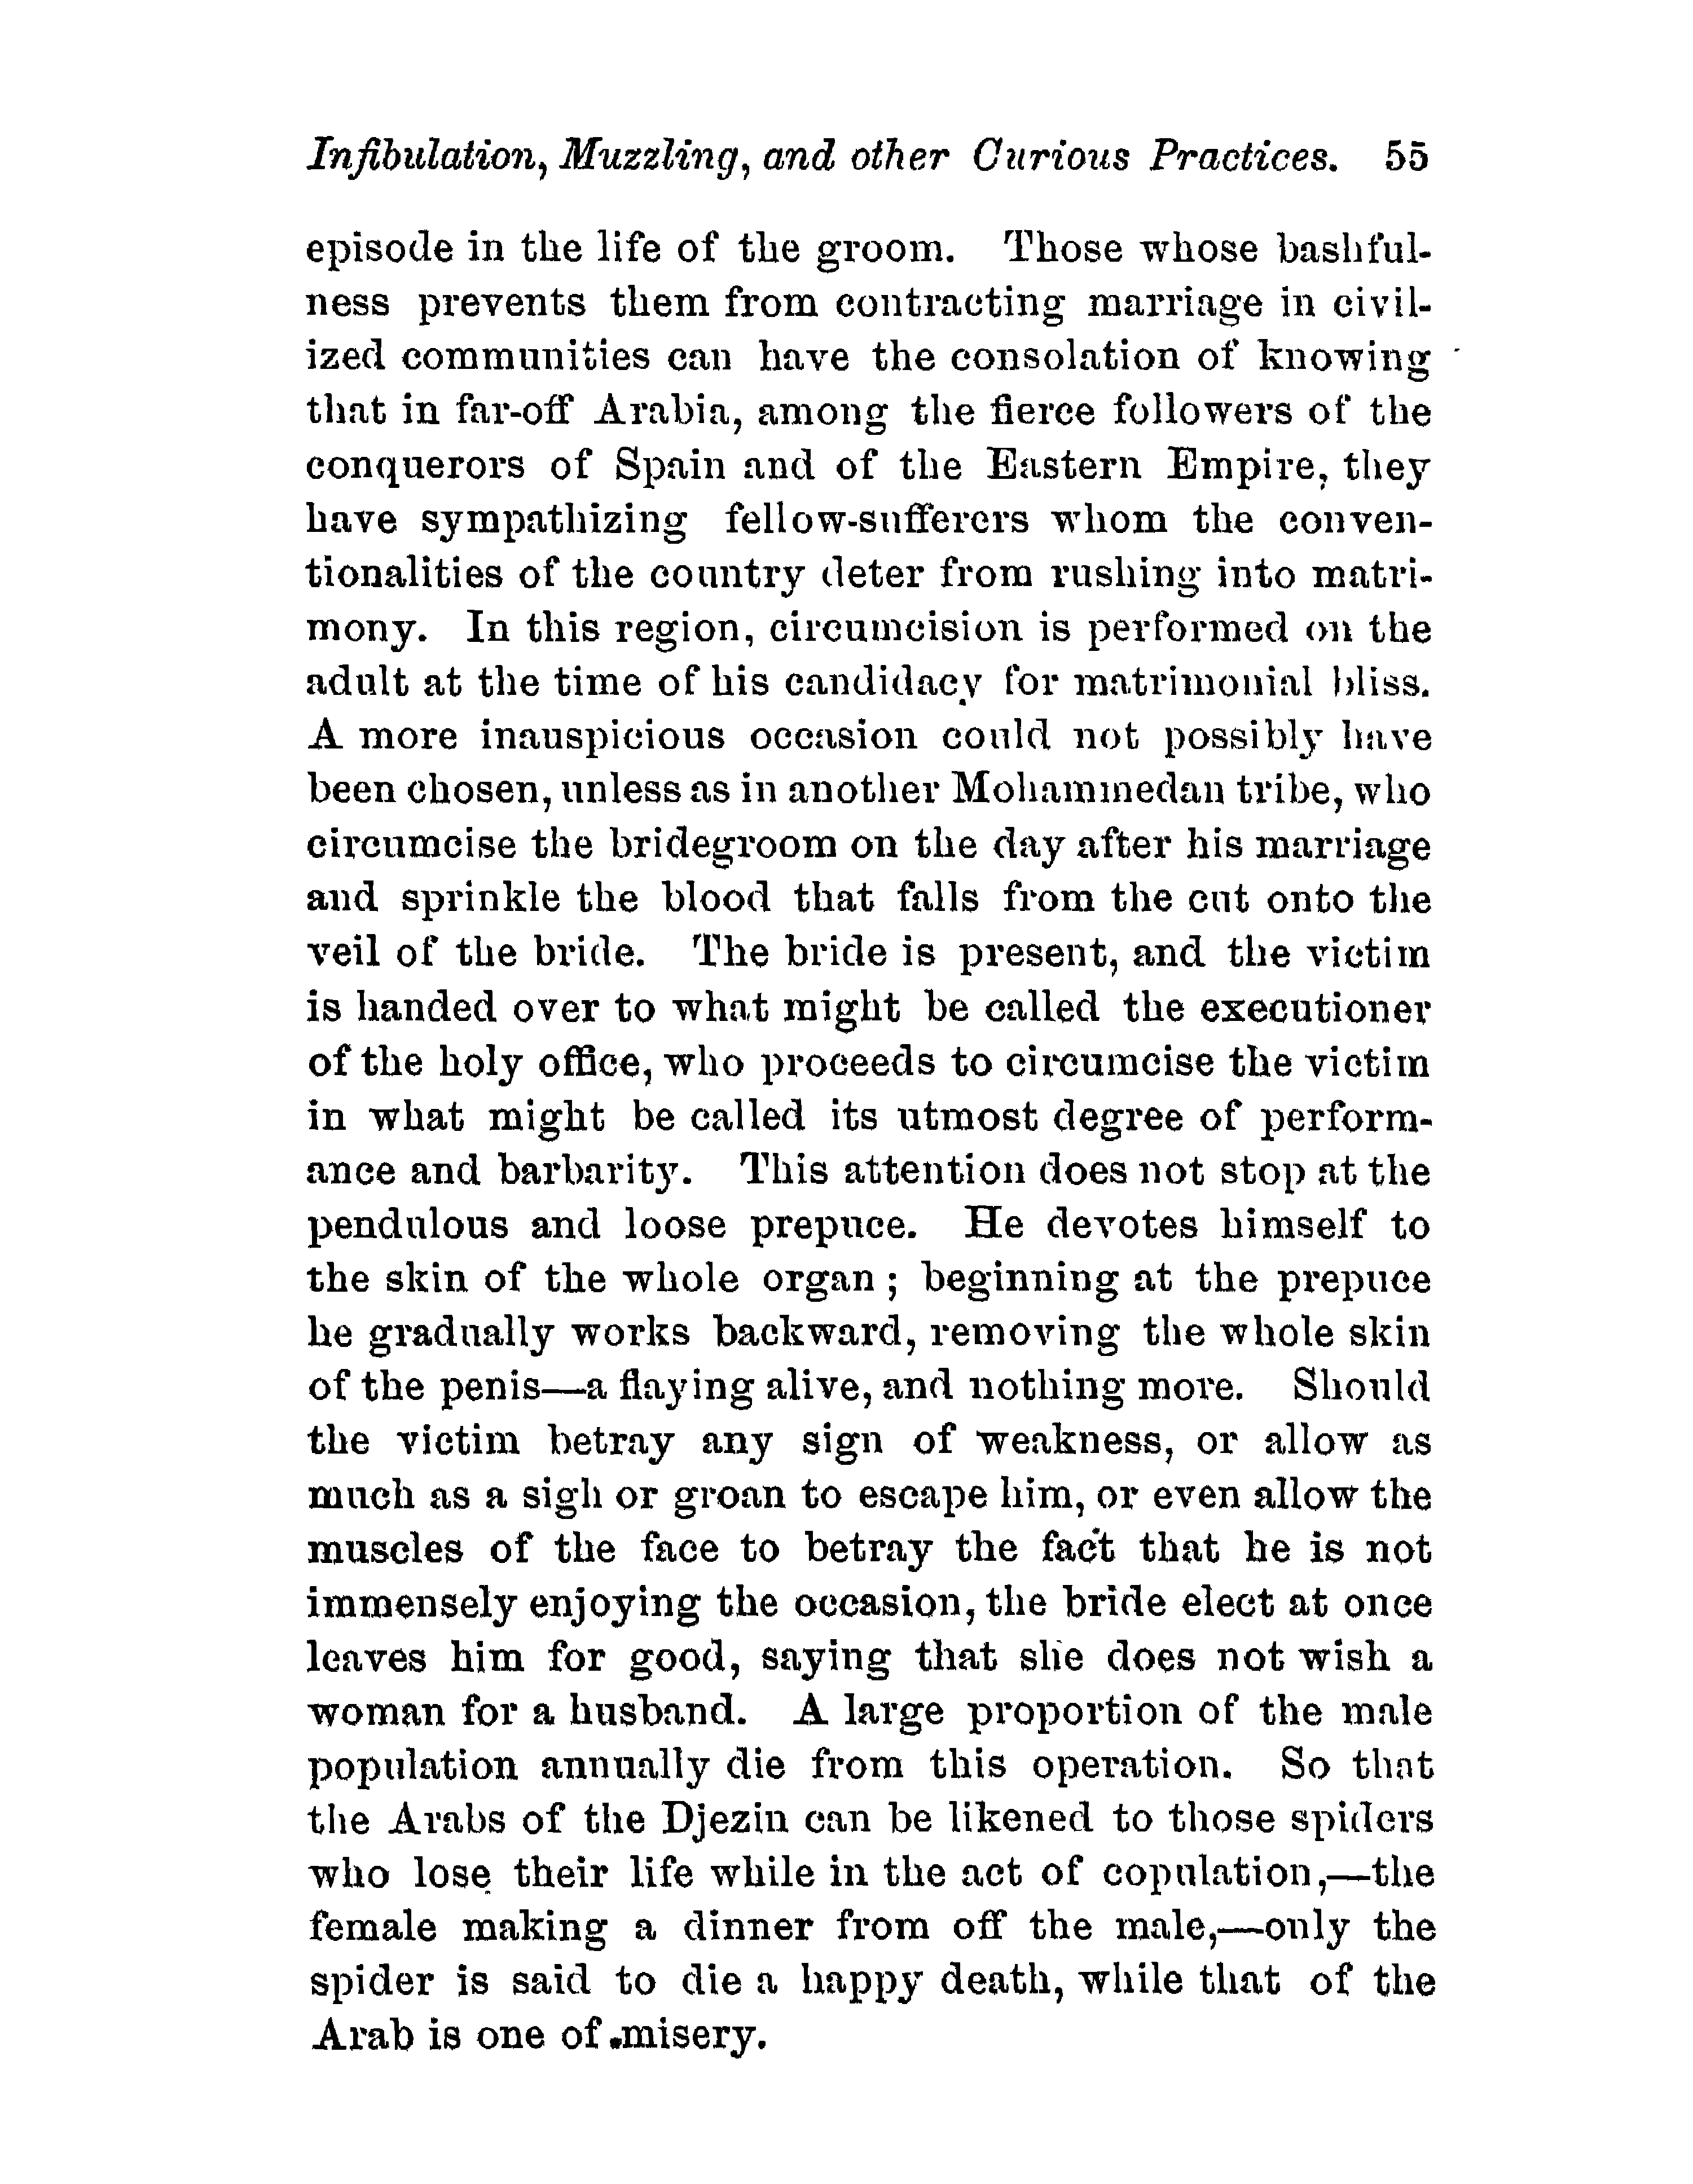 Infibulation, Muzzling, and other Curious Practices. 55
episode in the life of the groom. Those whose bashful-
ness prevents them from contracting marriage in civil-
ized communities can have the consolation of knowing
that in far-off Arabia, among the fierce followers of the
conquerors of Spain and of the Eastern Empire, they
have sympathizing fellow-sufferers whom the conven-
tionalities of the country deter from rushing into matri-
mony. In this region, circumcision is performed on the
adult at the time of his candidacy for matrimonial bliss.
A more inauspicious occasion could not possibly have
been chosen, unless as in another Mohammedan tribe, who
circumcise the bridegroom on the day after his marriage
and sprinkle the blood that falls from the cut onto the
veil of the bride. The bride is present, and the victim
is handed over to what might be called the executioner
of the holy office, who proceeds to circumcise the victim
in what might be called its utmost degree of perform-
ance and barbarity. This attention does not stop at the
pendulous and loose prepuce. He devotes himself to
the skin of the whole organ; beginning at the prepuce
he gradually works backward, removing the whole skin
of the penis—a flaying alive, and nothing more. Should
the victim betray any sign of weakness, or allow as
much as a sigh or groan to escape him, or even allow the
muscles of the face to betray the fact that he is not
immensely enjoying the occasion, the bride elect at once
leaves him for good, saying that she does not wish a
woman for a husband. A large proportion of the male
population annually die from this operation. So that
the Arabs of the Djezin can be likened to those spiders
who lose their life while in the act of copulation,—the
female making a dinner from off the male,—only the
spider is said to die a happy death, while that of the
Arab is one of misery.